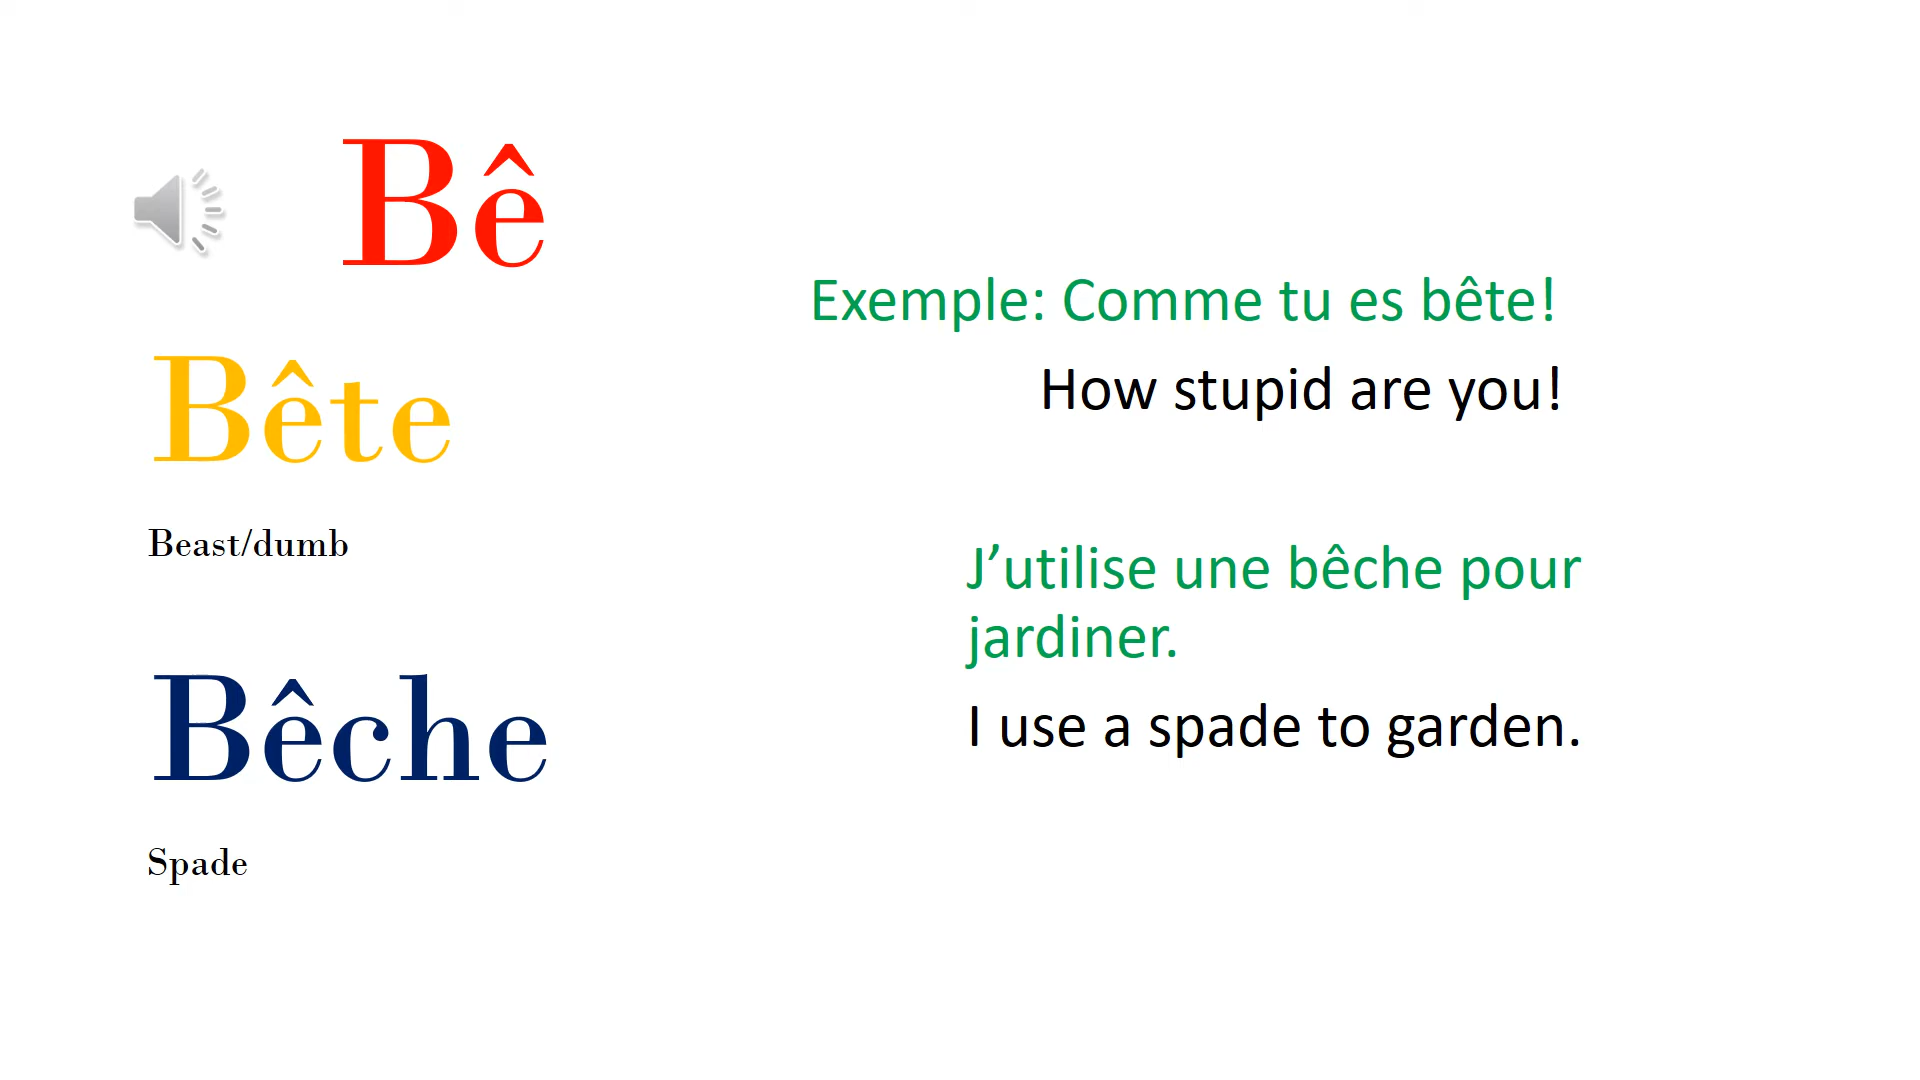 Bê
Bête
Beast/dumb
Bêche
Spade
Exemple: Comme tu es bête!
How stupid are you!
J’utilise une bêche pour
jardiner.
I use a spade to garden.